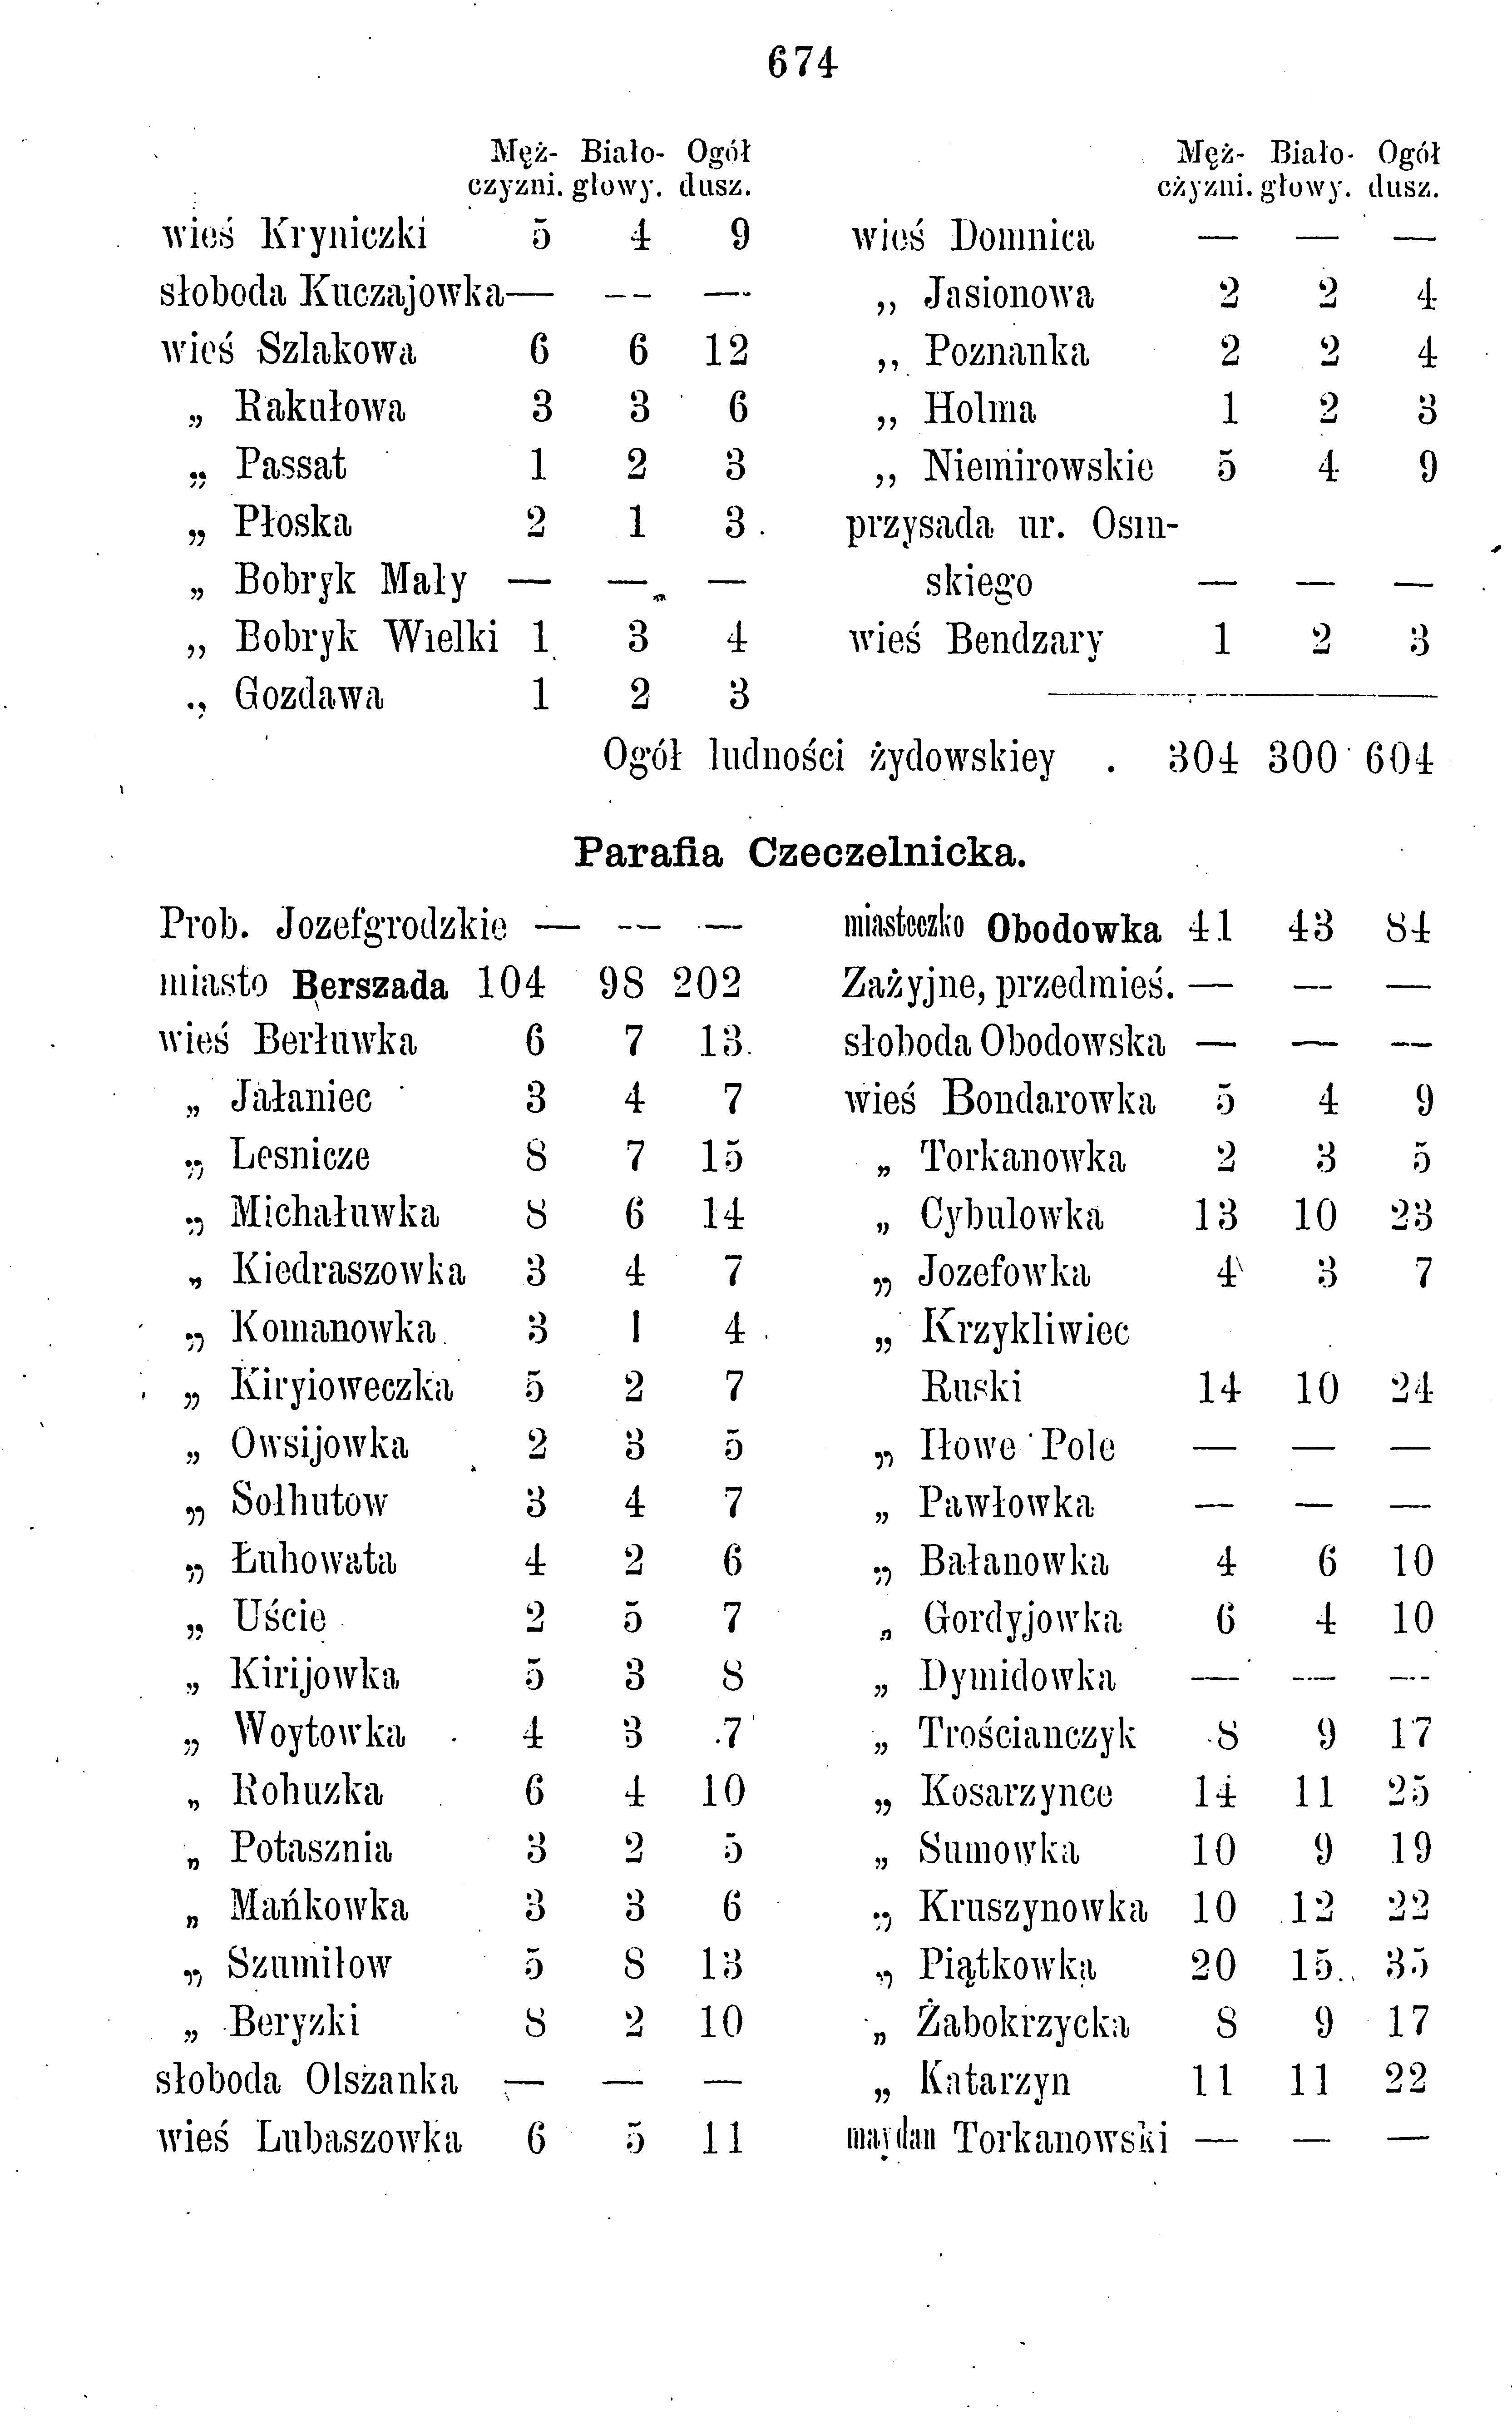 674
Męż- Biało- Ogół
czyzni. głowy. dusz.
wieś Kryniczki 5 4 9
słoboda Kuczajowka — — —
wieś Szlakowa 6 6 12
„ Rakułowa 3 3 6
„ Passat 1 2 3
„ Płoska 2 1 3
„ Bobryk Mały — — —
„ Bobryk Wielki 1 3 4
„ Gozdawa 1 2 3
Męż- Biało- Ogół
czyzni. głowy. dusz.
wieś Domnica — — —
„ Jasionowa 2 2 4
„ Poznanka 2 2 4
„ Holma 1 2 3
„ Niemirowskie 5 4 9
przysada ur. Osm-
skiego — — —
wieś Bendzary 1 2 3
Ogół ludności żydowskiey . 304 300 604
Parafia Czeczelnicka.
Prob. Jozefgrodzkie — — —
miasto Berszada 104 98 202
wieś Berłuwka 6 7 13
„ Jałaniec 3 4 7
„ Lesnicze 8 7 15
„ Michałuwka 8 6 14
„ Kiedraszowka 3 4 7
„ Komanowka 3 1 4
„ Kiryioweczka 5 2 7
„ Owsijowka 2 3 5
„ Sołhutow 3 4 7
„ Łuhowata 4 2 6
„ Uście 2 5 7
„ Kirijowka 5 3 8
„ Woytowka 4 3 7
„ Rohuzka 6 4 10
„ Potasznia 3 2 5
„ Mańkowka 3 3 6
„ Szumiłow 5 8 13
„ Beryzki 8 2 10
słoboda Olszanka — — —
wieś Lubaszowka 6 5 11
miasteczko Obodowka 41 43 84
Zażyjne, przedmieś. — — —
słoboda Obodowska — — —
wieś Bondarowka 5 4 9
„ Torkanowka 2 3 5
„ Cybulowka 13 10 23
„ Jozefowka 4 3 7
„ Krzykliwiec
Ruski 14 10 24
„ Iłowe Pole — — —
„ Pawłowka — — —
„ Bałanowka 4 6 10
„ Gordyjowka 6 4 10
„ Dymidowka — — —
„ Trościanczyk 8 9 17
„ Kosarzynce 14 11 25
„ Sumowka 10 9 19
„ Kruszynowka 10 12 22
„ Piątkowka 20 15 35
„ Żabokrzycka 8 9 17
„ Katarzyn 11 11 22
maydan Torkanowski — — —